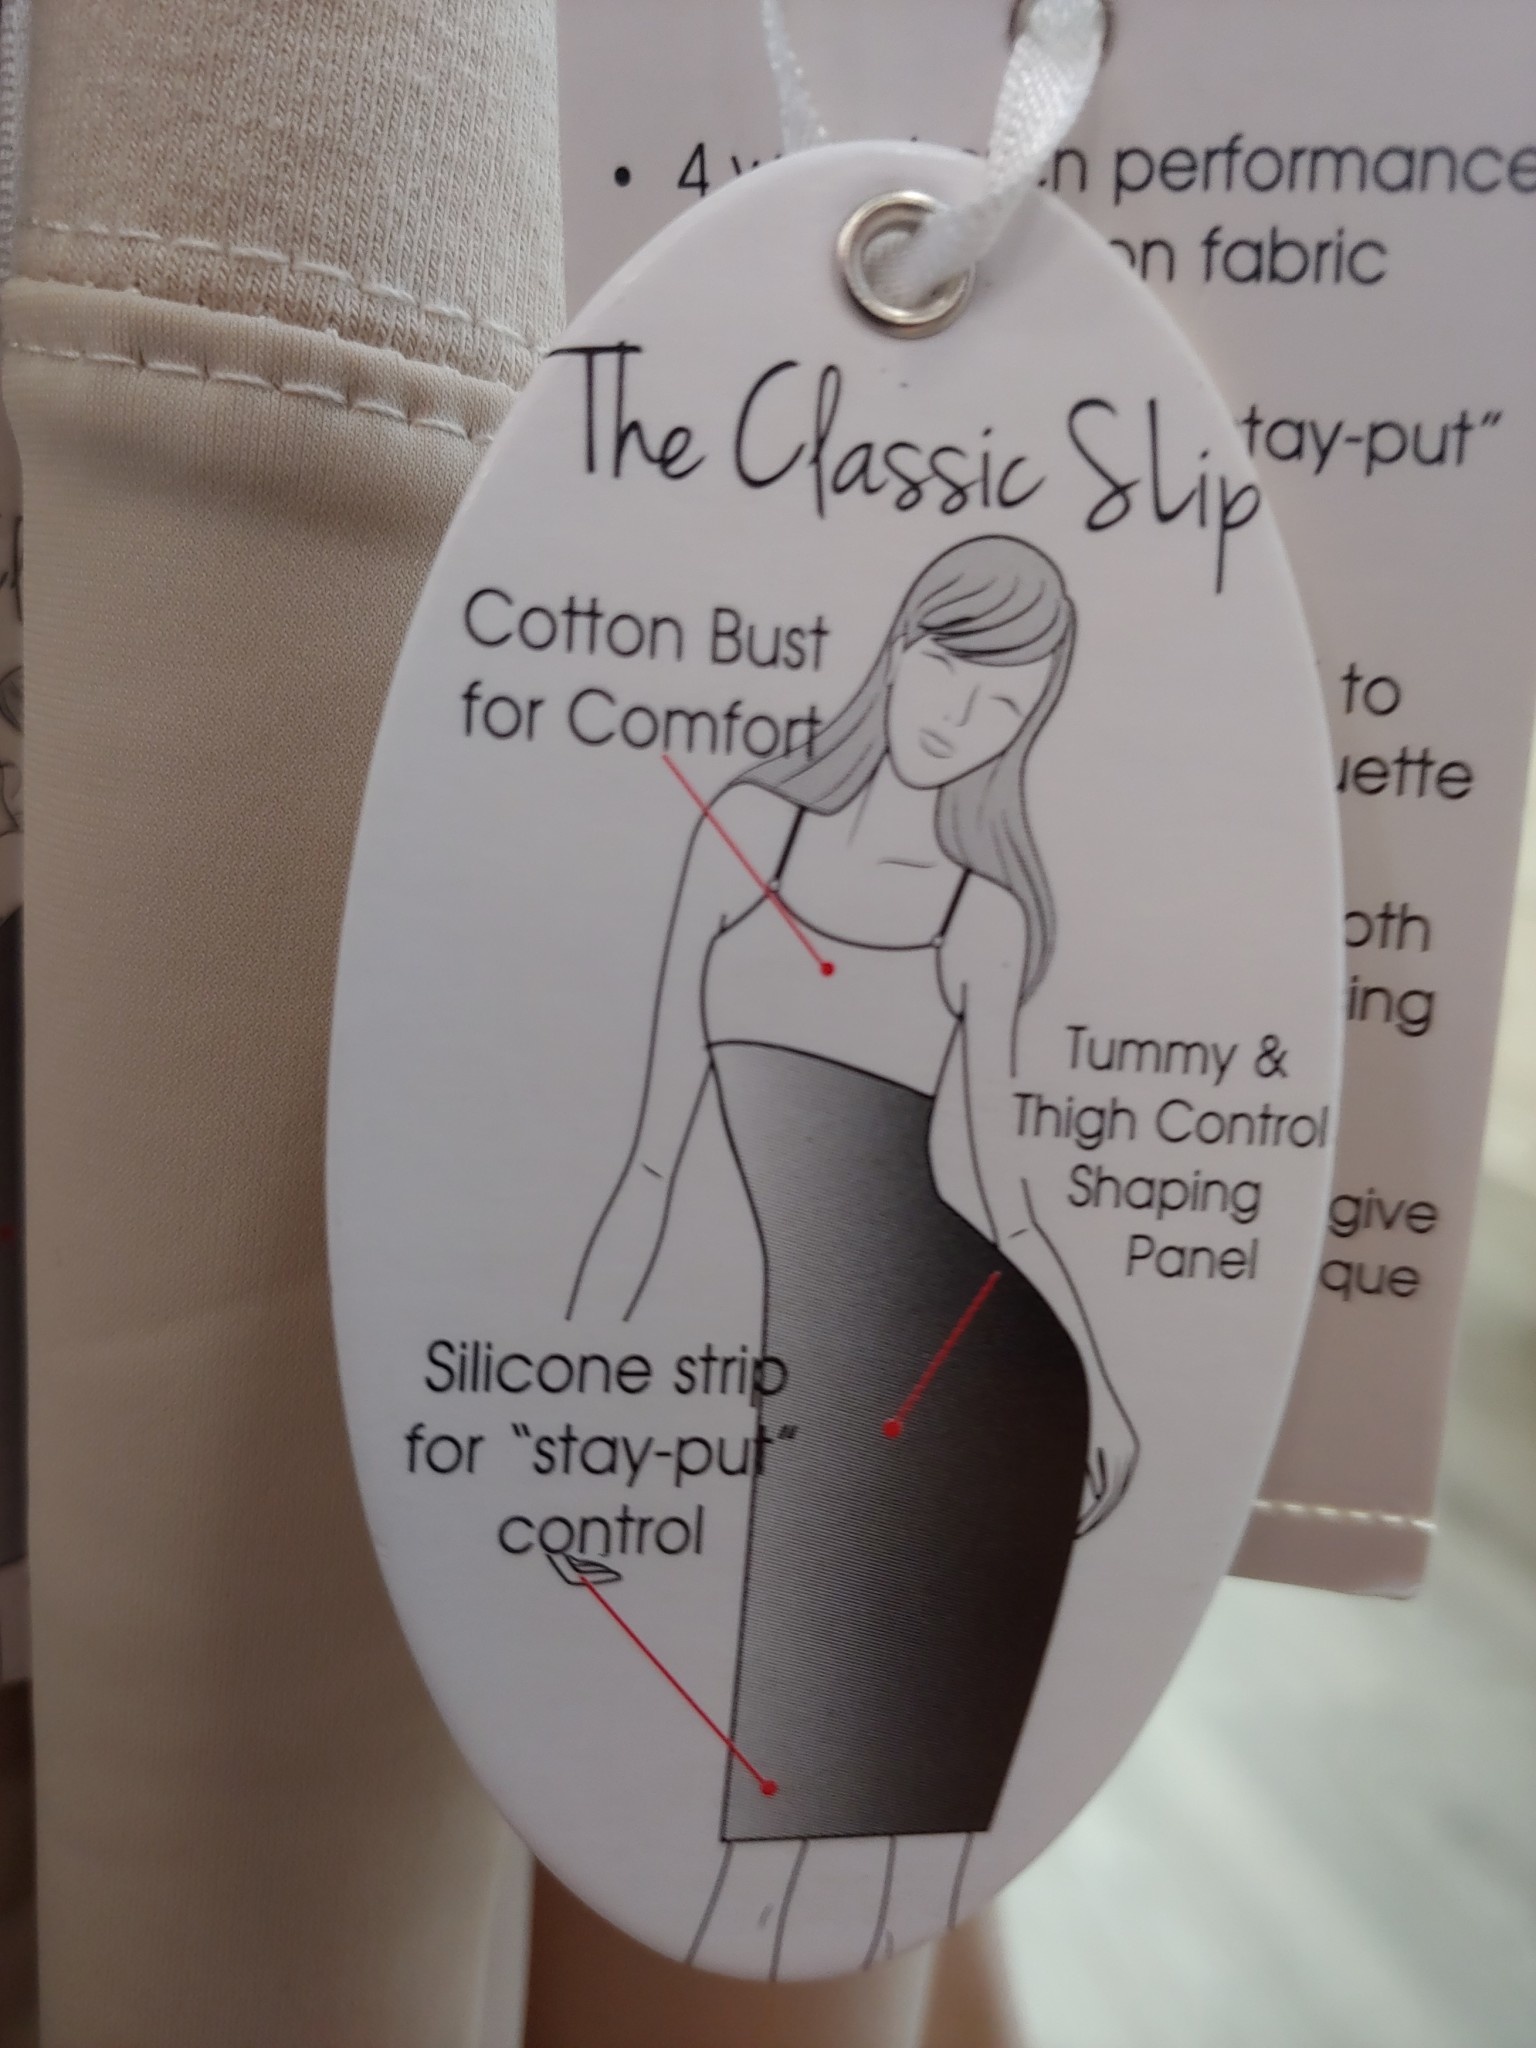 The Classic Slip
Cotton Bust
for Comfort
Tummy &
Thigh Control
Shaping
Panel
Silicone strip
for “stay-put”
control
• 4 performance
fabric
tay-put”
to
oth
ing
give
que